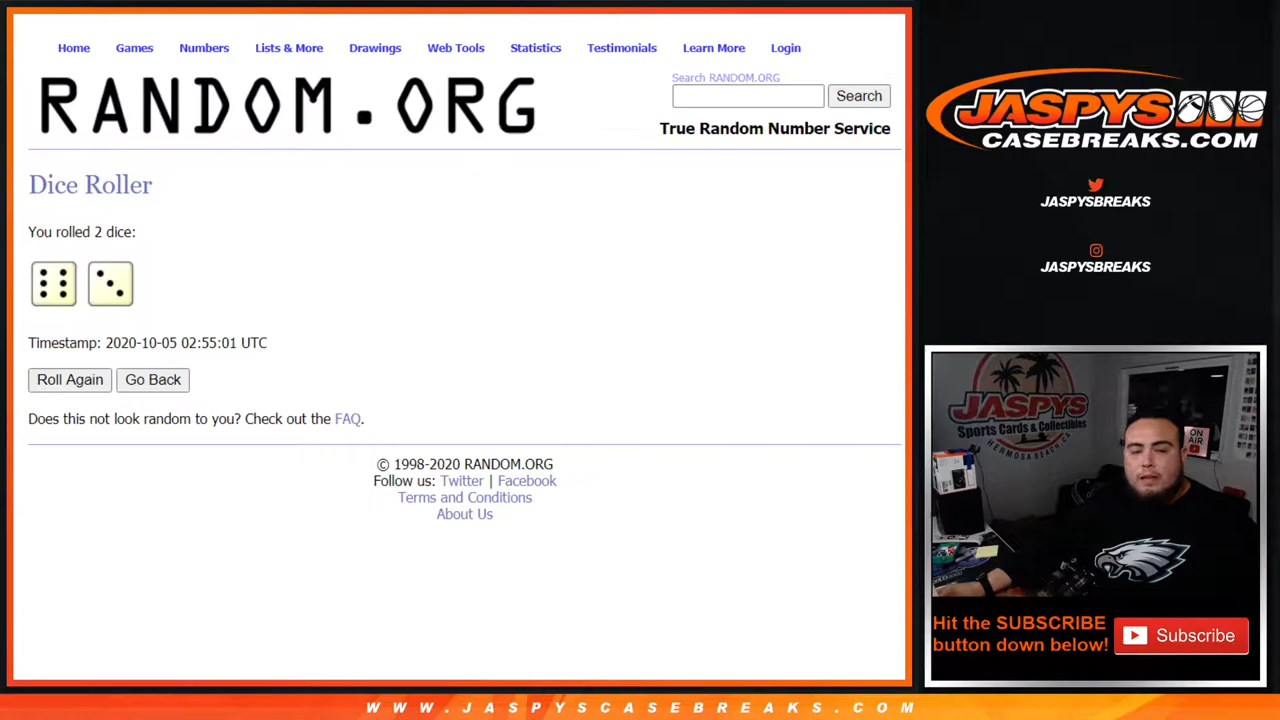 Home Games Numbers Lists & More Drawings Web Tools Statistics Testimonials Learn More Login
RANDOM.ORG
Search RANDOM.ORG
Search
True Random Number Service
Dice Roller
You rolled 2 dice:
Timestamp: 2020-10-05 02:55:01 UTC
Roll Again Go Back
Does this not look random to you? Check out the FAQ.
© 1998-2020 RANDOM.ORG
Follow us: Twitter | Facebook
Terms and Conditions
About Us
JASPYS
CASEBREAKS.COM
JASPYSBREAKS
JASPYSBREAKS
JASPYS
Sports Cards & Collectibles
HERMOSA BEACH, CA
ON
AIR
Hit the SUBSCRIBE
button down below!
Subscribe
WWW.JASPYSCASEBREAKS.COM